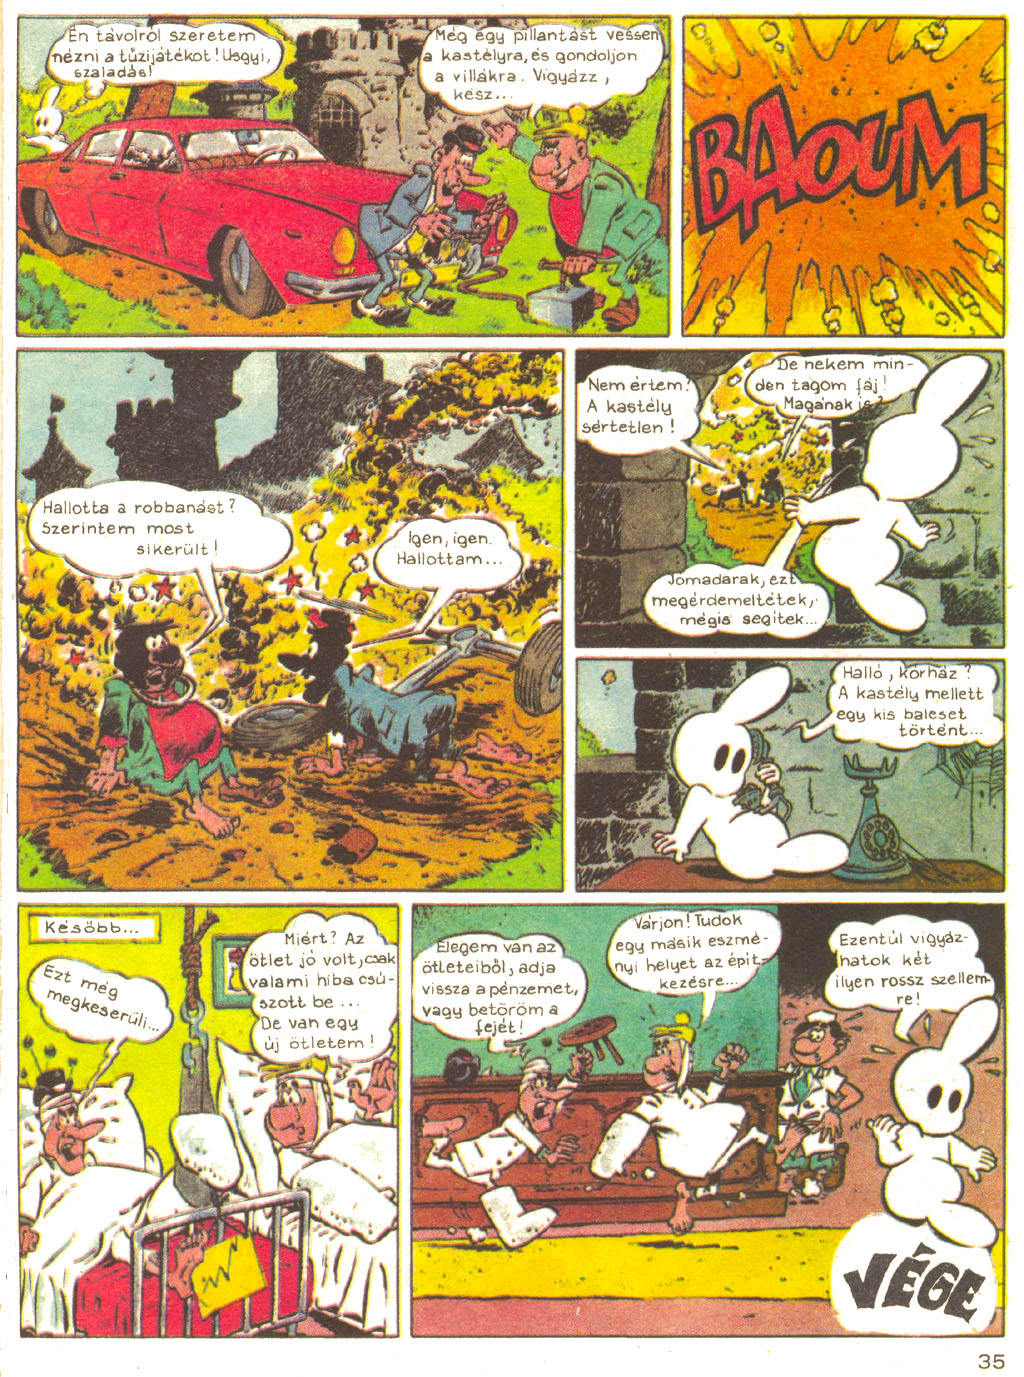 Én távolról szeretem
nézni a tűzijátékot! Usgyi,
szaladás!
Még egy pillantást vessen
a kastélyra, és gondoljon
a villákra. Vigyázz,
kész...
BAOUM
Hallotta a robbanást?
Szerintem most
sikerült!
Igen, igen.
Hallottam...
Nem értem?
A kastély
sértetlen!
De nekem min-
den tagom fáj!
Magának is?
Jómadarak, ezt
megérdemeltétek,
mégis segítek...
Halló, kórház?
A kastély mellett
egy kis baleset
történt...
Később...
Ezt még
megkeserüli...
Miért? Az
ötlet jó volt, csak
valami hiba csú-
szott be...
De van egy
új ötletem!
Elegem van az
ötleteiből, adja
vissza a pénzemet,
vagy betöröm a
fejét!
Várjon! Tudok
egy másik eszmé-
nyi helyet az épít-
kezésre...
Ezentúl vigyáz-
hatok két
ilyen rossz szellem-
re!
VÉGE
35